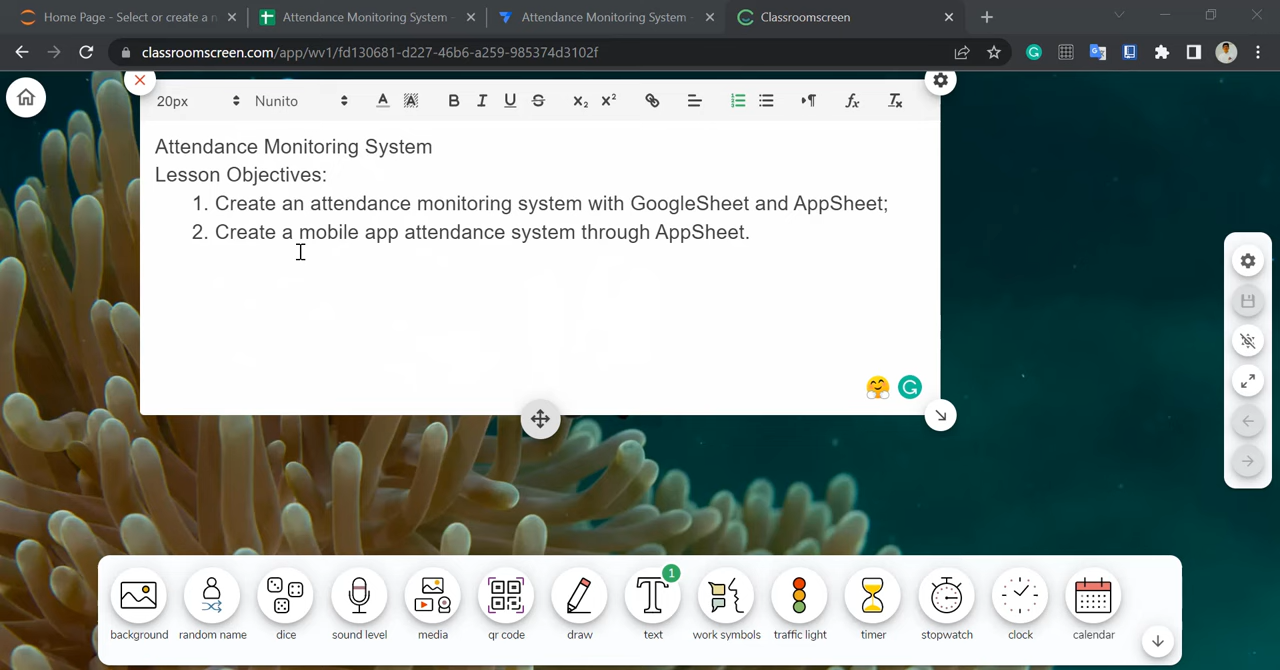 Home Page - Select or create a n
Attendance Monitoring System -
Attendance Monitoring System -
Classroomscreen
classroomscreen.com/app/wv1/fd130681-d227-46b6-a259-985374d3102f
20px
Nunito
Attendance Monitoring System
Lesson Objectives:
1. Create an attendance monitoring system with GoogleSheet and AppSheet;
2. Create a mobile app attendance system through AppSheet.
1
background
random name
dice
sound level
media
qr code
draw
text
work symbols
traffic light
timer
stopwatch
clock
calendar